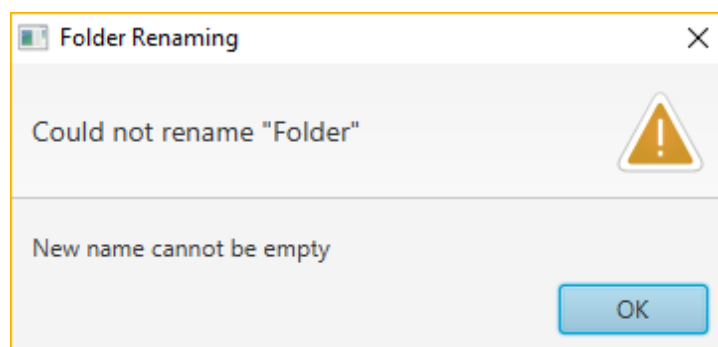 Folder Renaming
Could not rename "Folder"
New name cannot be empty
OK